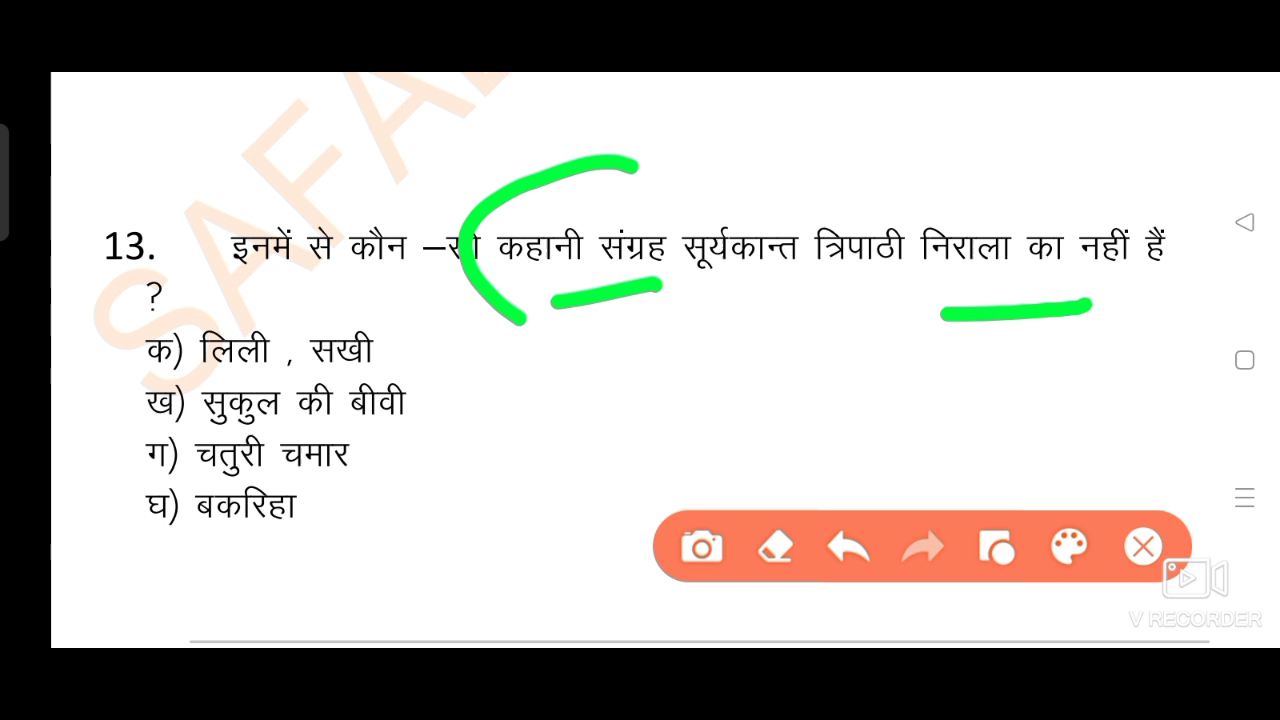 SAFAL
13. इनमें से कौन –सा कहानी संग्रह सूर्यकान्त त्रिपाठी निराला का नहीं हैं
?
क) लिली , सखी
ख) सुकुल की बीवी
ग) चतुरी चमार
घ) बकरिहा
V RECORDER